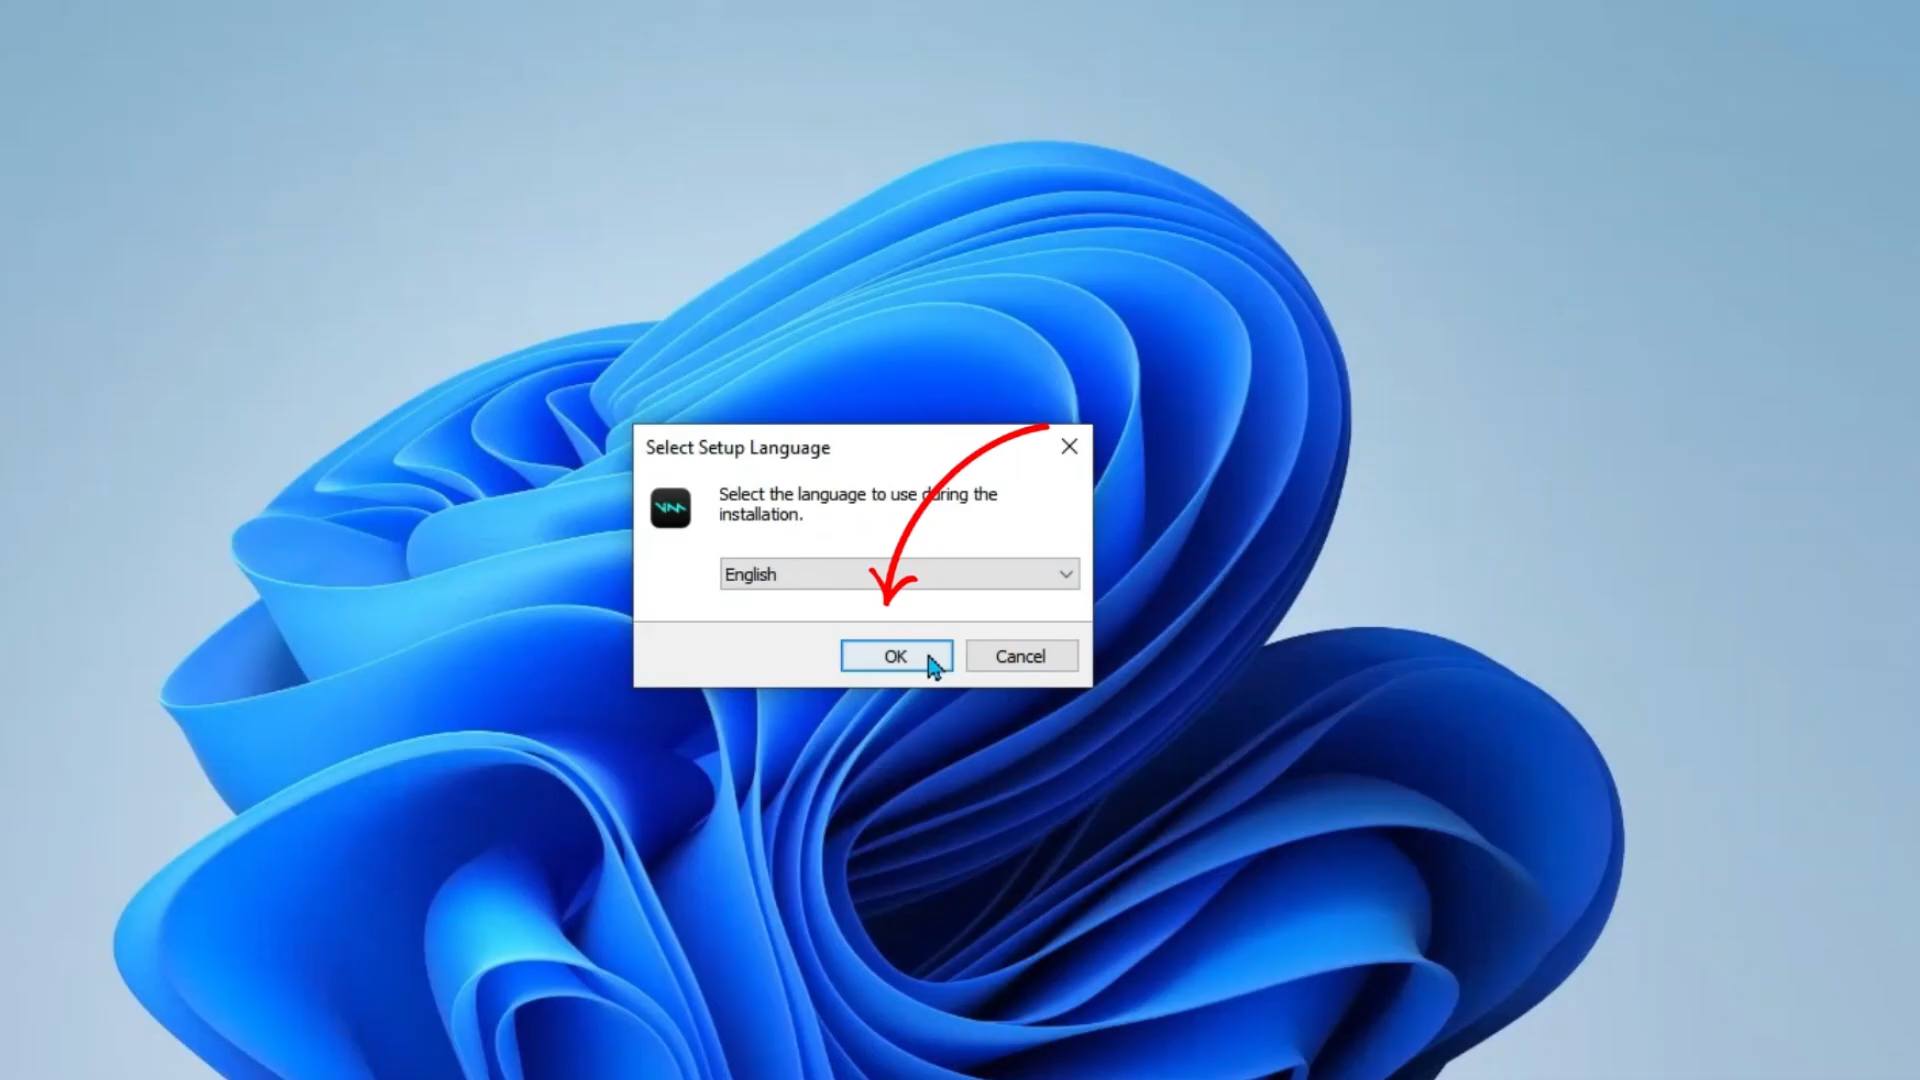 Select Setup Language
Select the language to use during the
installation.
English
OK
Cancel